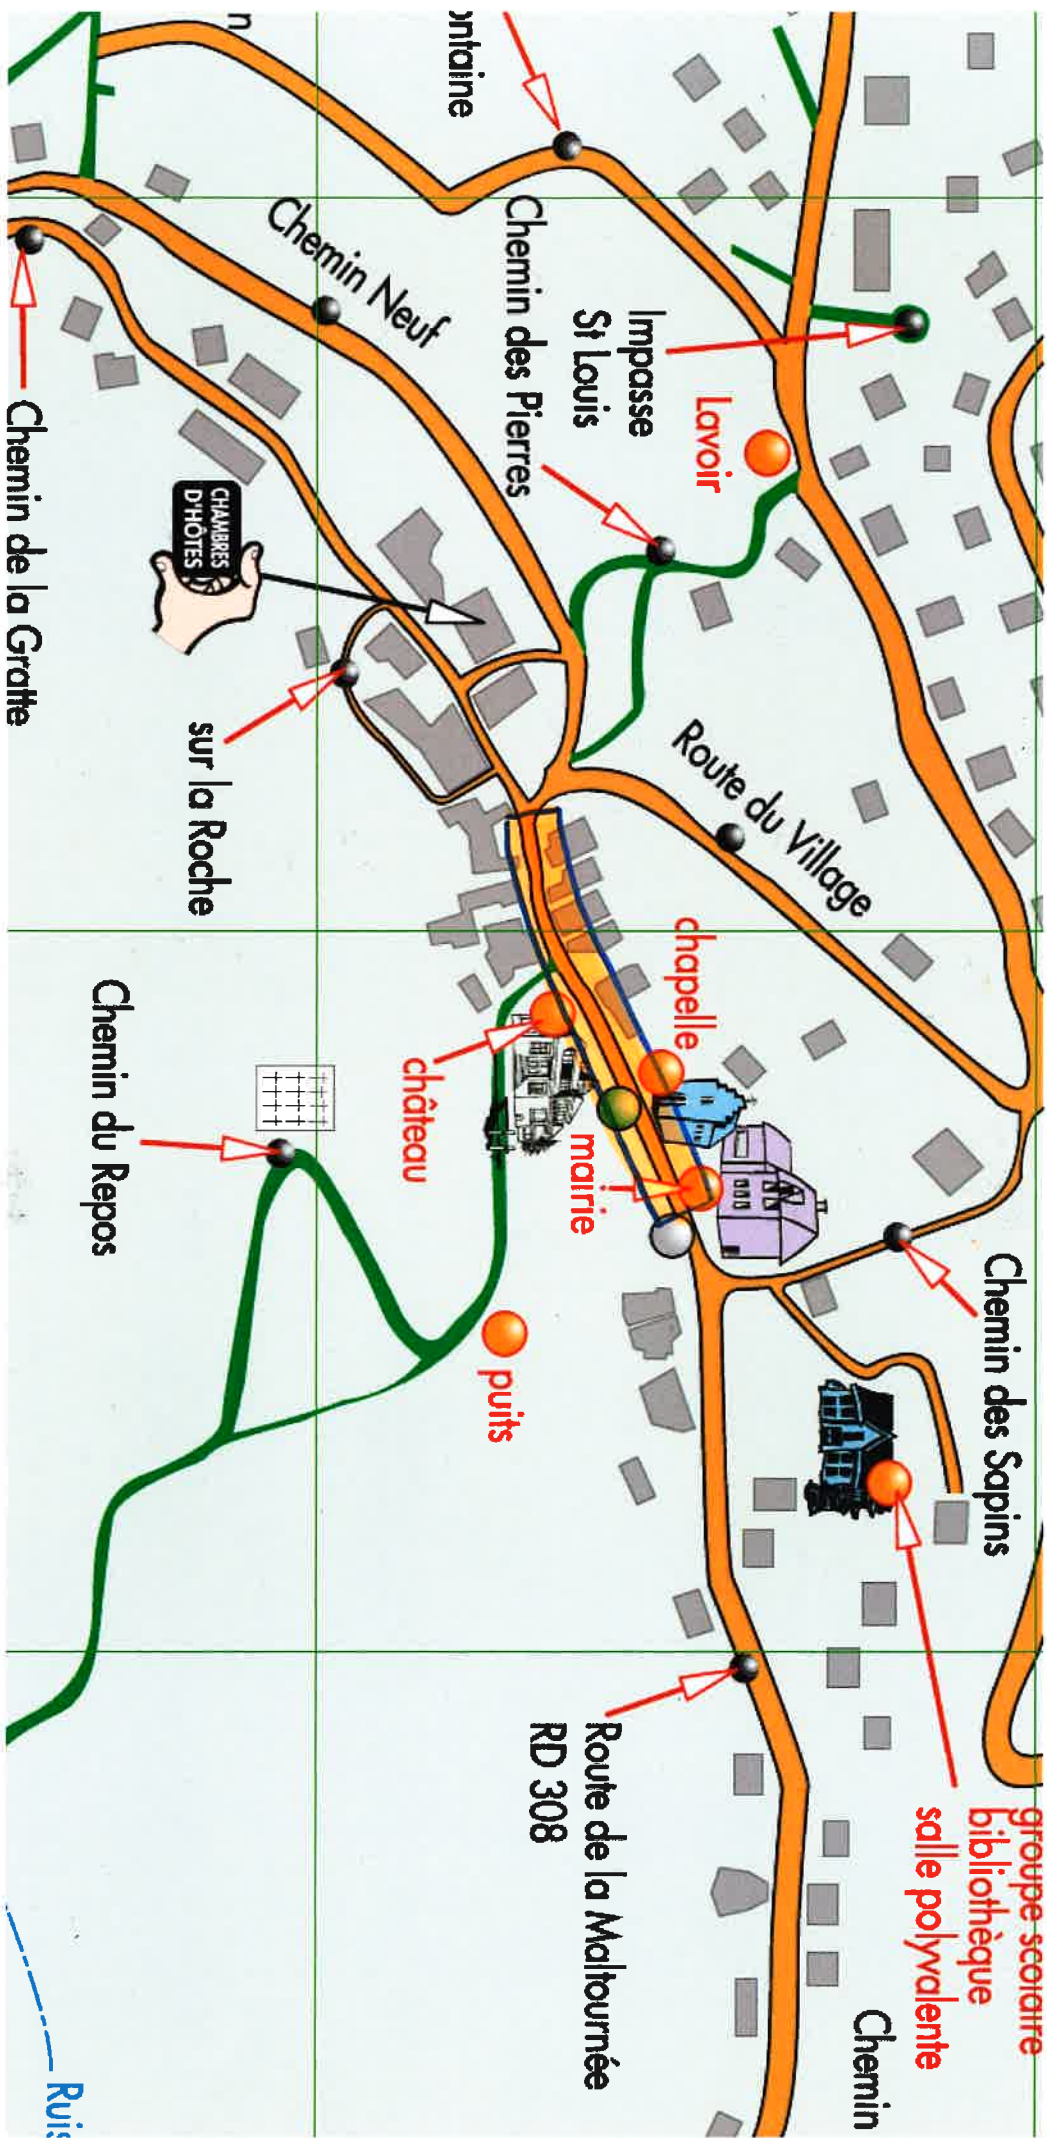 groupe scolaire
bibliothèque
salle polyvalente
Chemin
Chemin des Sapins
Route du Village
chapelle
mairie
château
puits
Route de la Maltournée
RD 308
Lavoir
Impasse
St Louis
Chemin des Pierres
ontaine
n
Chemin Neuf
CHAMBRES
D'HÔTES
sur la Roche
Chemin du Repos
Chemin de la Gratte
Ruis